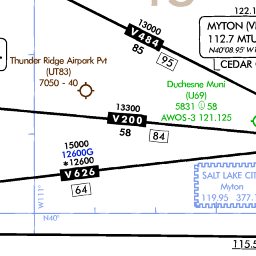 122.1
MYTON (V
112.7 MTU
N40°08.95' W1
CEDAR C
13000
V484
85
95
Thunder Ridge Airpark Pvt
(UT83)
7050 - 40
Duchesne Muni
(U69)
5831 Ⓛ 58
AWOS-3 121.125
13300
V200
58
84
15000
12600G
*12600
V626
64
W111°
N40°
SALT LAKE CIT
Myton
119.95 377.
115.5